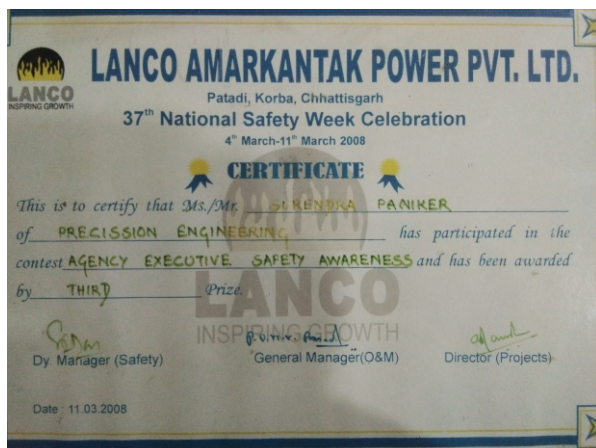 LANCO AMARKANTAK POWER PVT. LTD.
LANCO
INSPIRING GROWTH
Patadi, Korba, Chhattisgarh
37th National Safety Week Celebration
4th March-11th March 2008
CERTIFICATE
This is to certify that Ms./Mr. SURENDRA PANIKER
of PRECISSION ENGINEERING has participated in the
contest AGENCY EXECUTIVE SAFETY AWARENESS and has been awarded
by THIRD Prize.
LANCO
INSPIRING GROWTH
Dy. Manager (Safety) General Manager(O&M) Director (Projects)
Date : 11.03.2008